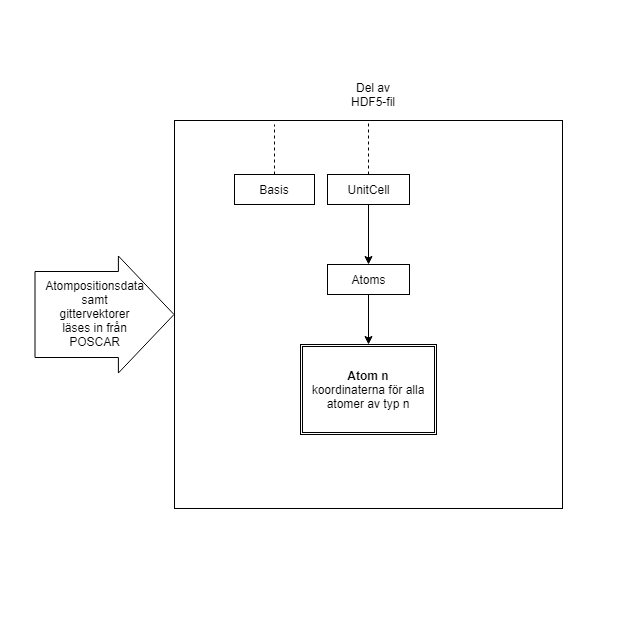 Del av
HDF5-fil
Basis
UnitCell
Atoms
Atompositionsdata
samt
gittervektorer
läses in från
POSCAR
Atom n
koordinaterna för alla
atomer av typ n